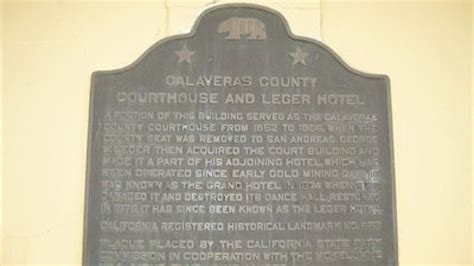 CALAVERAS COUNTY
COURTHOUSE AND LEGER HOTEL
A PORTION OF THIS BUILDING SERVED AS THE CALAVERAS
COUNTY COURTHOUSE FROM 1852 TO 1866, WHEN THE
COUNTY SEAT WAS REMOVED TO SAN ANDREAS. GEORGE
W. LEGER THEN ACQUIRED THE COURT BUILDING AND
MADE IT A PART OF HIS ADJOINING HOTEL, WHICH HAD
BEEN OPERATED SINCE EARLY GOLD MINING DAYS. IT
WAS KNOWN AS THE GRAND HOTEL IN 1874 WHEN
DAMAGED IT AND DESTROYED ITS DANCE HALL. RESTORED
IN 1879, IT HAS SINCE BEEN KNOWN AS THE LEGER HOTEL.
CALIFORNIA REGISTERED HISTORICAL LANDMARK NO. 663
PLAQUE PLACED BY THE CALIFORNIA STATE PARK
COMMISSION IN COOPERATION WITH THE MOKELUMNE